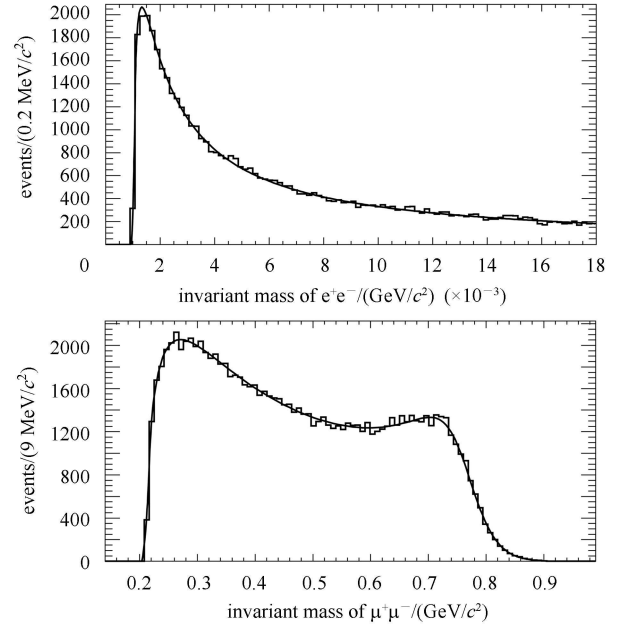 2000
1800
1600
1400
1200
1000
800
600
400
200
events/(0.2 MeV/c²)
0 2 4 6 8 10 12 14 16 18
invariant mass of e⁺e⁻/(GeV/c²) (×10⁻³)
2000
1600
1200
800
400
0
events/(9 MeV/c²)
0.2 0.3 0.4 0.5 0.6 0.7 0.8 0.9
invariant mass of μ⁺μ⁻/(GeV/c²)